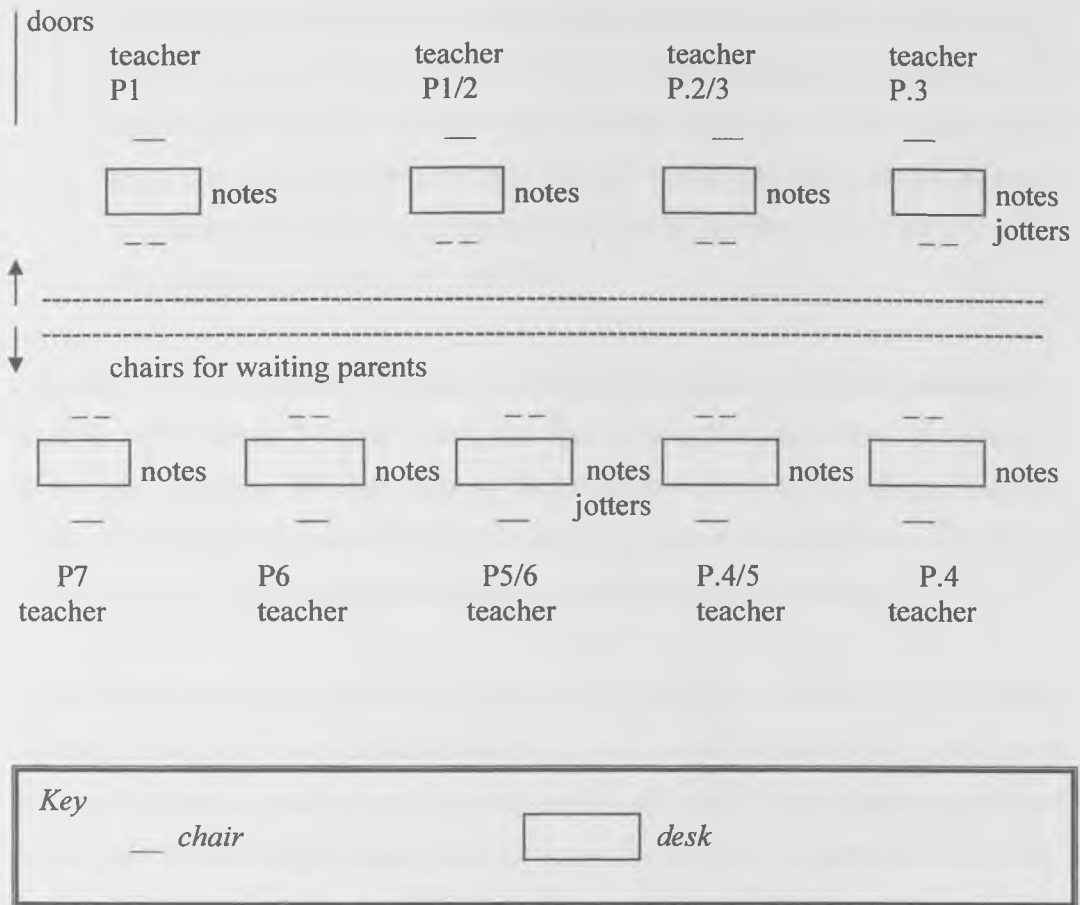 doors
teacher teacher teacher teacher
P1 P1/2 P.2/3 P.3
notes notes notes notes
jotters
chairs for waiting parents
notes notes notes notes notes
jotters
P7 P6 P5/6 P.4/5 P.4
teacher teacher teacher teacher teacher
Key
chair desk